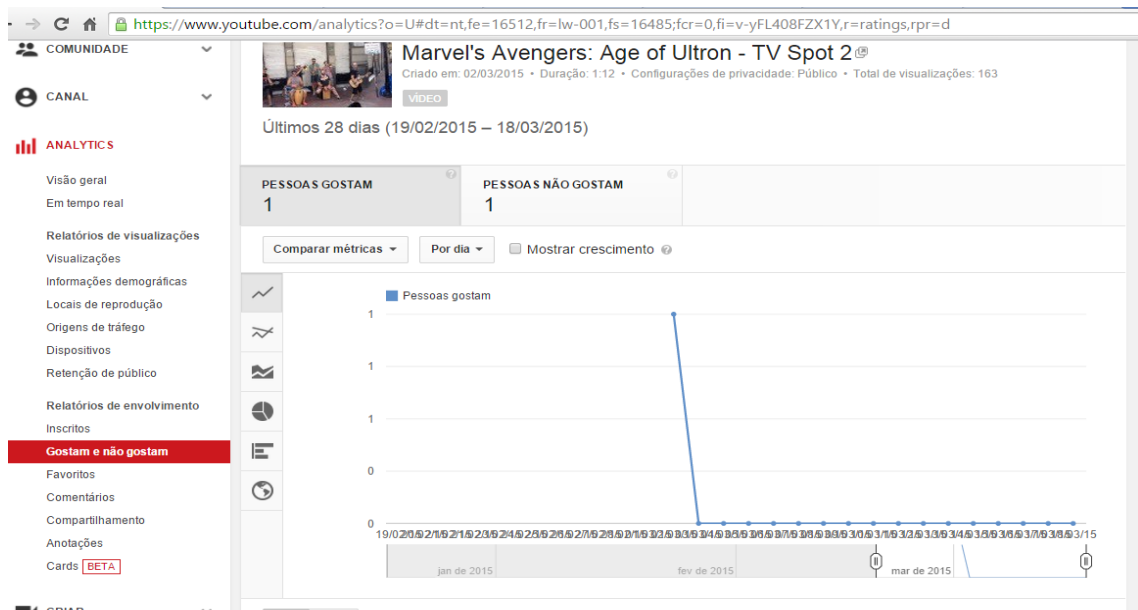 https://www.youtube.com/analytics?o=U#dt=nt,fe=16512,fr=lw-001,fs=16485;fcr=0,fi=v-yFL408FZX1Y,r=ratings,rpr=d
COMUNIDADE
CANAL
ANALYTICS
Visão geral
Em tempo real
Relatórios de visualizações
Visualizações
Informações demográficas
Locais de reprodução
Origens de tráfego
Dispositivos
Retenção de público
Relatórios de envolvimento
Inscritos
Gostam e não gostam
Favoritos
Comentários
Compartilhamento
Anotações
Cards BETA
Marvel's Avengers: Age of Ultron - TV Spot 2
Criado em: 02/03/2015 • Duração: 1:12 • Configurações de privacidade: Público • Total de visualizações: 163
VÍDEO
Últimos 28 dias (19/02/2015 – 18/03/2015)
PESSOAS GOSTAM
1
PESSOAS NÃO GOSTAM
1
Comparar métricas
Por dia
Mostrar crescimento
Pessoas gostam
1
1
1
0
0
jan de 2015
fev de 2015
mar de 2015